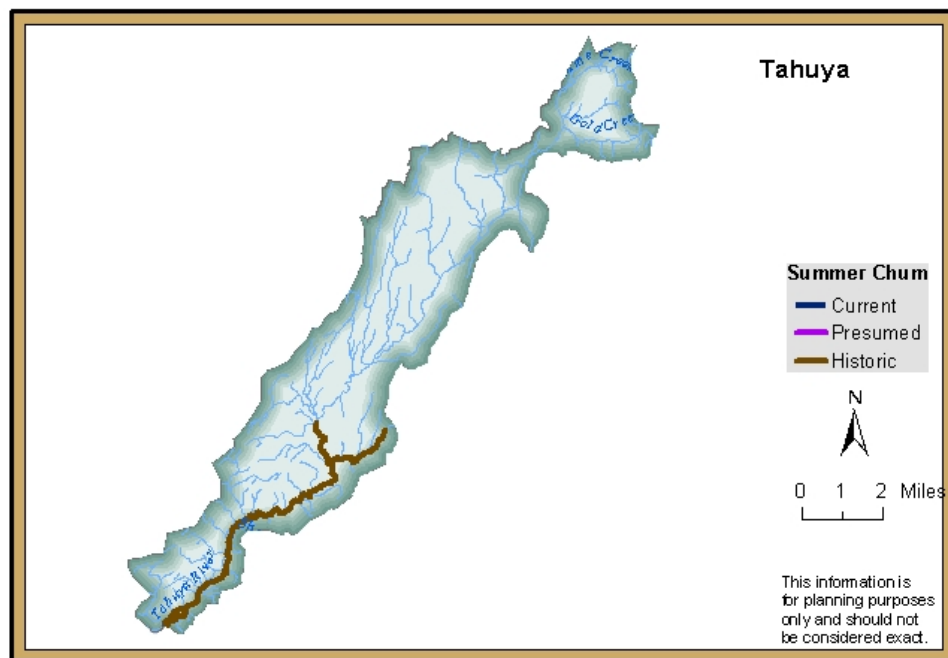 Tahuya
Creek
Gold Cree
Summer Chum
Current
Presumed
Historic
N
0 1 2 Miles
Tahuya River
This information is
for planning purposes
only and should not
be considered exact.